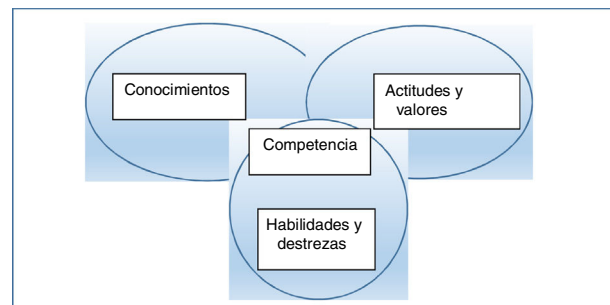 Conocimientos
Actitudes y
valores
Competencia
Habilidades y
destrezas